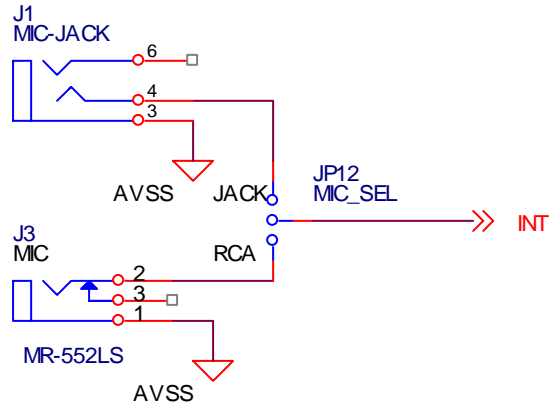 J1
MIC-JACK
6
4
3
AVSS
JACK
JP12
MIC_SEL
INT
RCA
J3
MIC
2
3
1
MR-552LS
AVSS